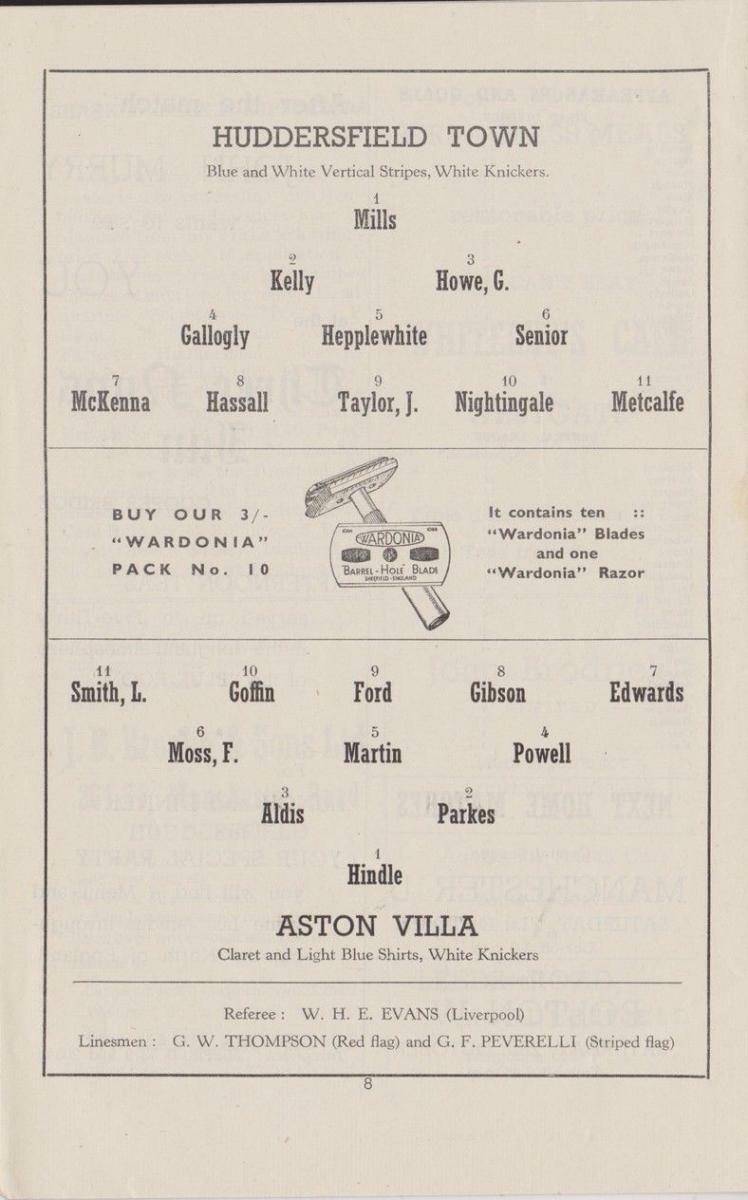 HUDDERSFIELD TOWN
Blue and White Vertical Stripes, White Knickers.
1
Mills
2 3
Kelly Howe, G.
4 5 6
Gallogly Hepplewhite Senior
7 8 9 10 11
McKenna Hassall Taylor, J. Nightingale Metcalfe
BUY OUR 3/-
"WARDONIA"
PACK No. 10
WARDONIA
"BARREL-HOLE" BLADE
SHEFFIELD-ENGLAND
It contains ten ::
"Wardonia" Blades
and one
"Wardonia" Razor
11 10 9 8 7
Smith, L. Goffin Ford Gibson Edwards
6 5 4
Moss, F. Martin Powell
3 2
Aldis Parkes
1
Hindle
ASTON VILLA
Claret and Light Blue Shirts, White Knickers
Referee : W. H. E. EVANS (Liverpool)
Linesmen : G. W. THOMPSON (Red flag) and G. F. PEVERELLI (Striped flag)
8